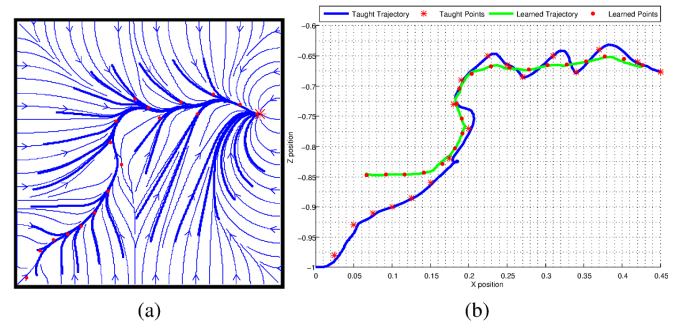 Taught Trajectory Taught Points Learned Trajectory Learned Points
−0.6
−0.65
−0.7
−0.75
−0.8
−0.85
−0.9
−0.95
−1
Z position
0 0.05 0.1 0.15 0.2 0.25 0.3 0.35 0.4 0.45
X position
(a) (b)